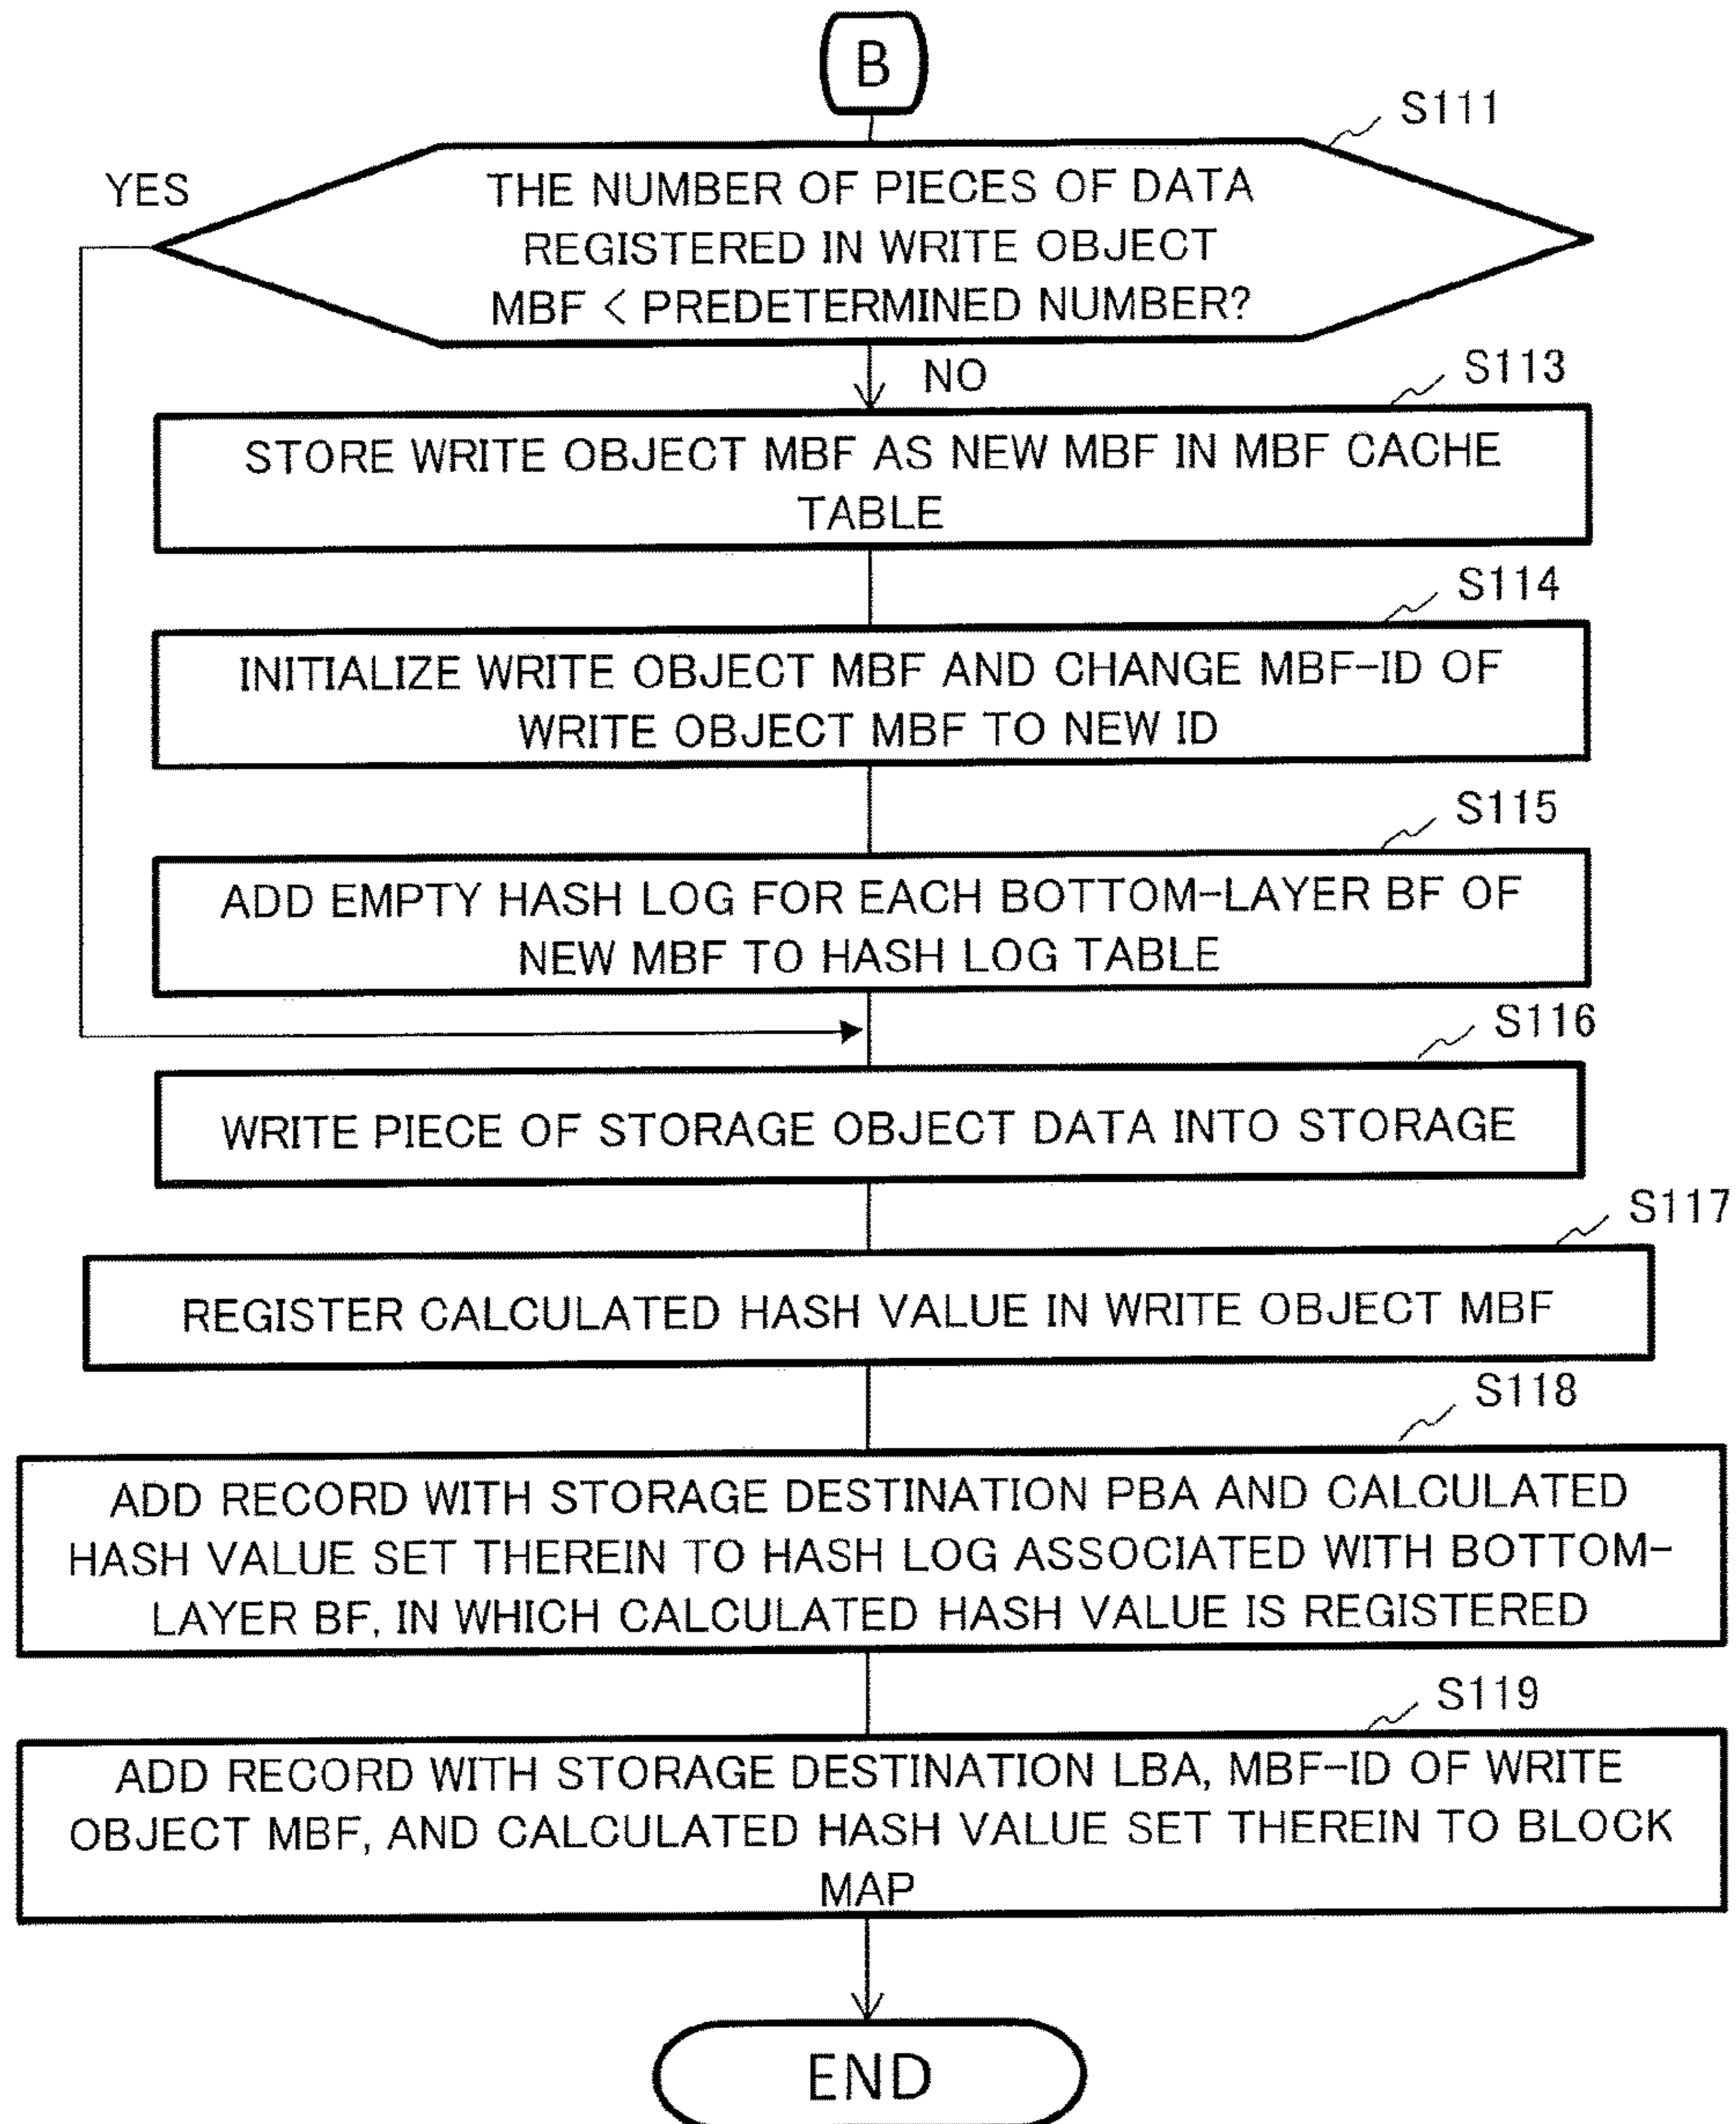 B
S111
YES
THE NUMBER OF PIECES OF DATA
REGISTERED IN WRITE OBJECT
MBF < PREDETERMINED NUMBER?
NO
S113
STORE WRITE OBJECT MBF AS NEW MBF IN MBF CACHE
TABLE
S114
INITIALIZE WRITE OBJECT MBF AND CHANGE MBF-ID OF
WRITE OBJECT MBF TO NEW ID
S115
ADD EMPTY HASH LOG FOR EACH BOTTOM-LAYER BF OF
NEW MBF TO HASH LOG TABLE
S116
WRITE PIECE OF STORAGE OBJECT DATA INTO STORAGE
S117
REGISTER CALCULATED HASH VALUE IN WRITE OBJECT MBF
S118
ADD RECORD WITH STORAGE DESTINATION PBA AND CALCULATED
HASH VALUE SET THEREIN TO HASH LOG ASSOCIATED WITH BOTTOM-
LAYER BF, IN WHICH CALCULATED HASH VALUE IS REGISTERED
S119
ADD RECORD WITH STORAGE DESTINATION LBA, MBF-ID OF WRITE
OBJECT MBF, AND CALCULATED HASH VALUE SET THEREIN TO BLOCK
MAP
END